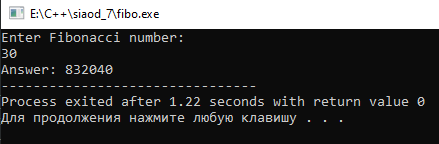 E:\C++\siaod_7\fibo.exe
Enter Fibonacci number:
30
Answer: 832040
--------------------------------
Process exited after 1.22 seconds with return value 0
Для продолжения нажмите любую клавишу . . .